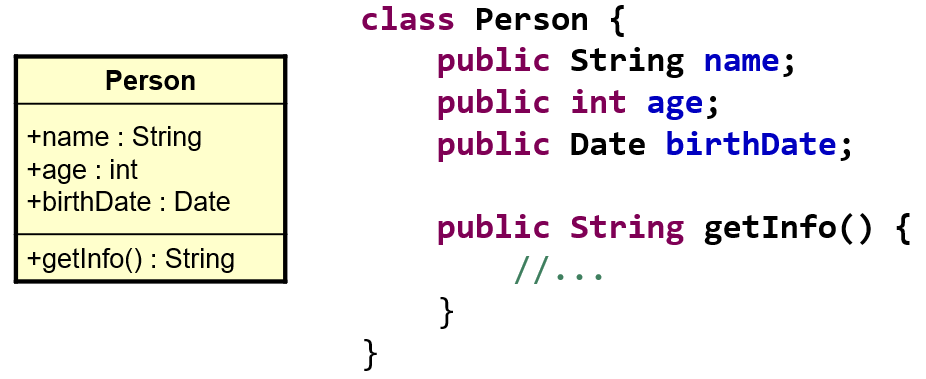 Person
+name : String
+age : int
+birthDate : Date
+getInfo() : String
class Person {
    public String name;
    public int age;
    public Date birthDate;

    public String getInfo() {
        //...
    }
}